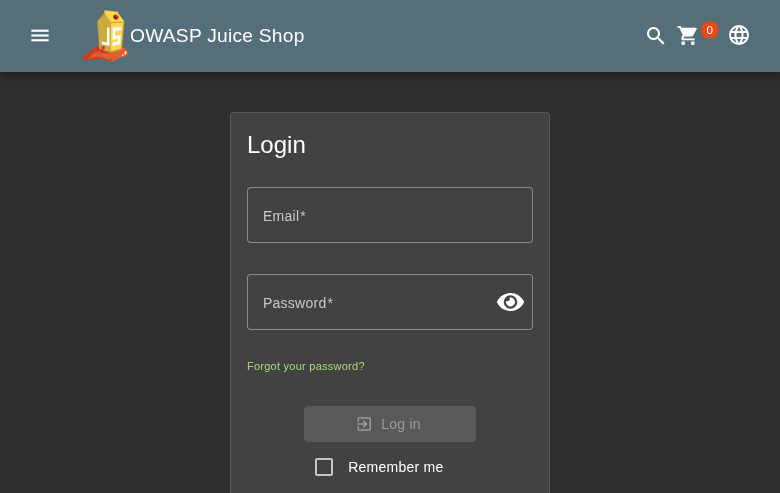 OWASP Juice Shop
0
Login
Email*
Password*
Forgot your password?
Log in
Remember me